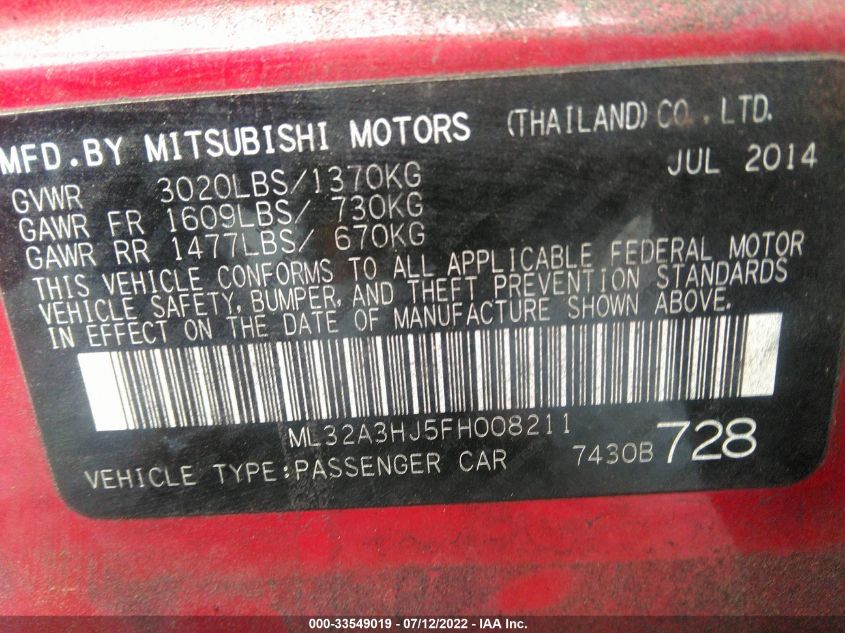 MFD.BY MITSUBISHI MOTORS (THAILAND) CO., LTD.
JUL 2014
GVWR 3020LBS/1370KG
GAWR FR 1609LBS/ 730KG
GAWR RR 1477LBS/ 670KG
THIS VEHICLE CONFORMS TO ALL APPLICABLE FEDERAL MOTOR
VEHICLE SAFETY, BUMPER, AND THEFT PREVENTION STANDARDS
IN EFFECT ON THE DATE OF MANUFACTURE SHOWN ABOVE.
ML32A3HJ5FH008211
VEHICLE TYPE:PASSENGER CAR 7430B 728
000-33549019 - 07/12/2022 - IAA Inc.